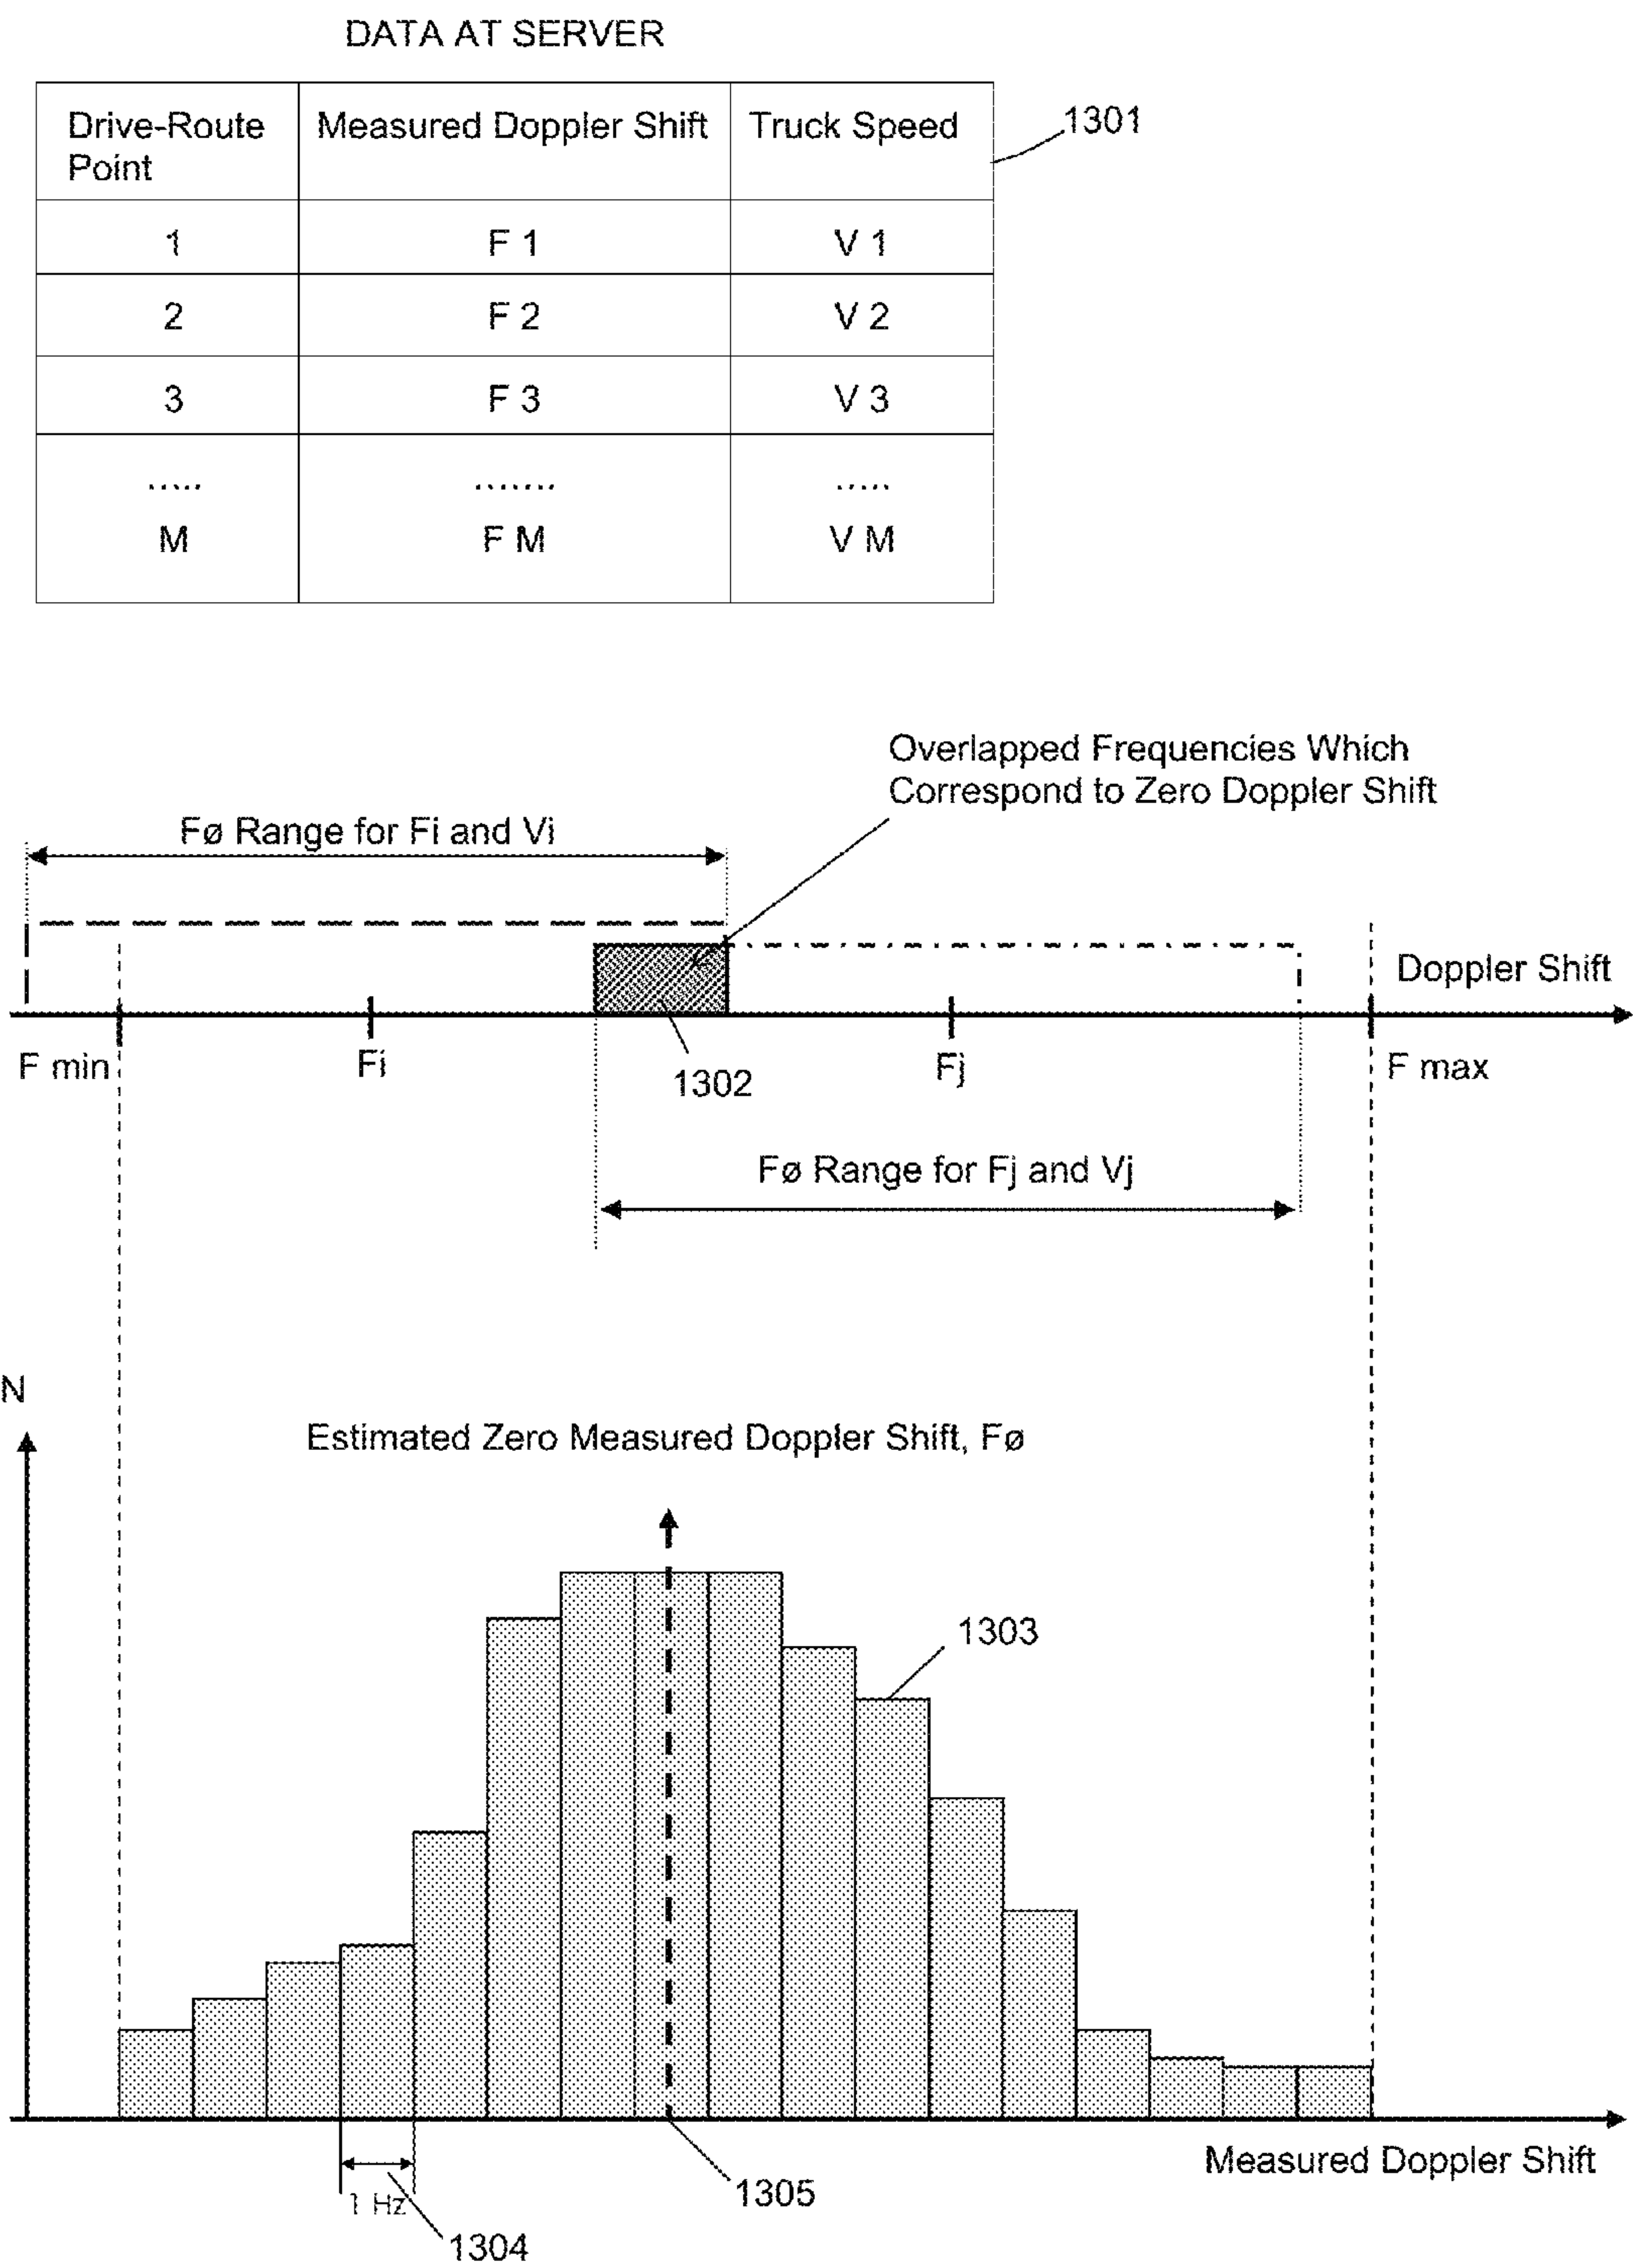 DATA AT SERVER
Drive-Route Point
Measured Doppler Shift
Truck Speed
1301
1
F 1
V 1
2
F 2
V 2
3
F 3
V 3
.....
.......
.....
M
F M
V M
Overlapped Frequencies Which
Correspond to Zero Doppler Shift
Fø Range for Fi and Vi
Doppler Shift
F min
Fi
1302
Fj
F max
Fø Range for Fj and Vj
N
Estimated Zero Measured Doppler Shift, Fø
1303
Measured Doppler Shift
1 Hz
1305
1304